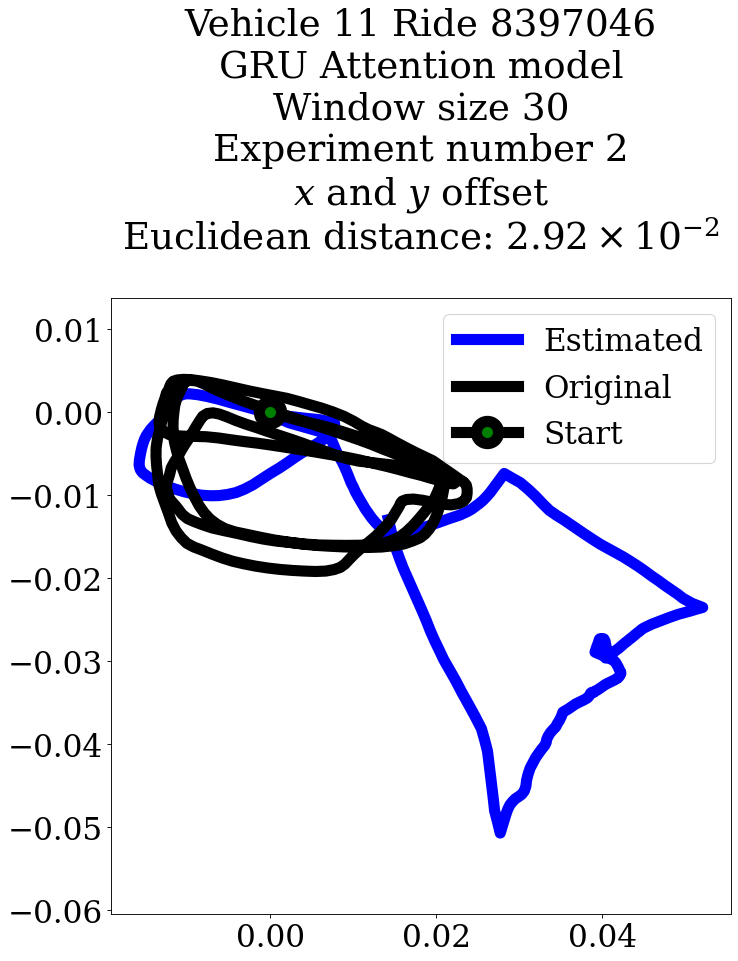 Vehicle 11 Ride 8397046
GRU Attention model
Window size 30
Experiment number 2
x and y offset
Euclidean distance: 2.92 × 10⁻²
Estimated
Original
Start
0.01
0.00
−0.01
−0.02
−0.03
−0.04
−0.05
−0.06
0.00 0.02 0.04